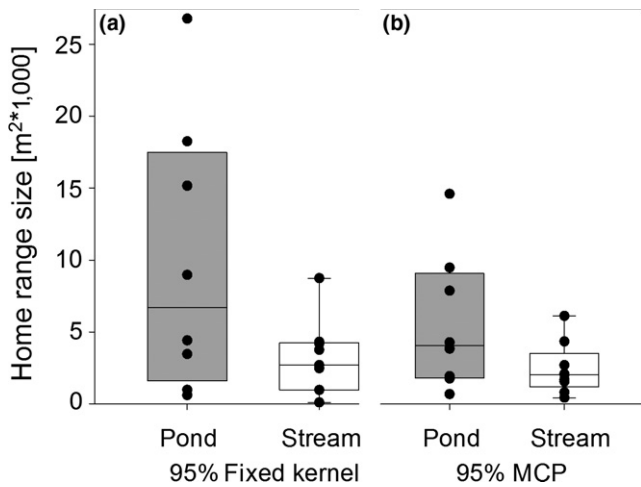 (a)
(b)
Home range size [m²*1,000]
25
20
15
10
5
0
Pond Stream Pond Stream
95% Fixed kernel 95% MCP